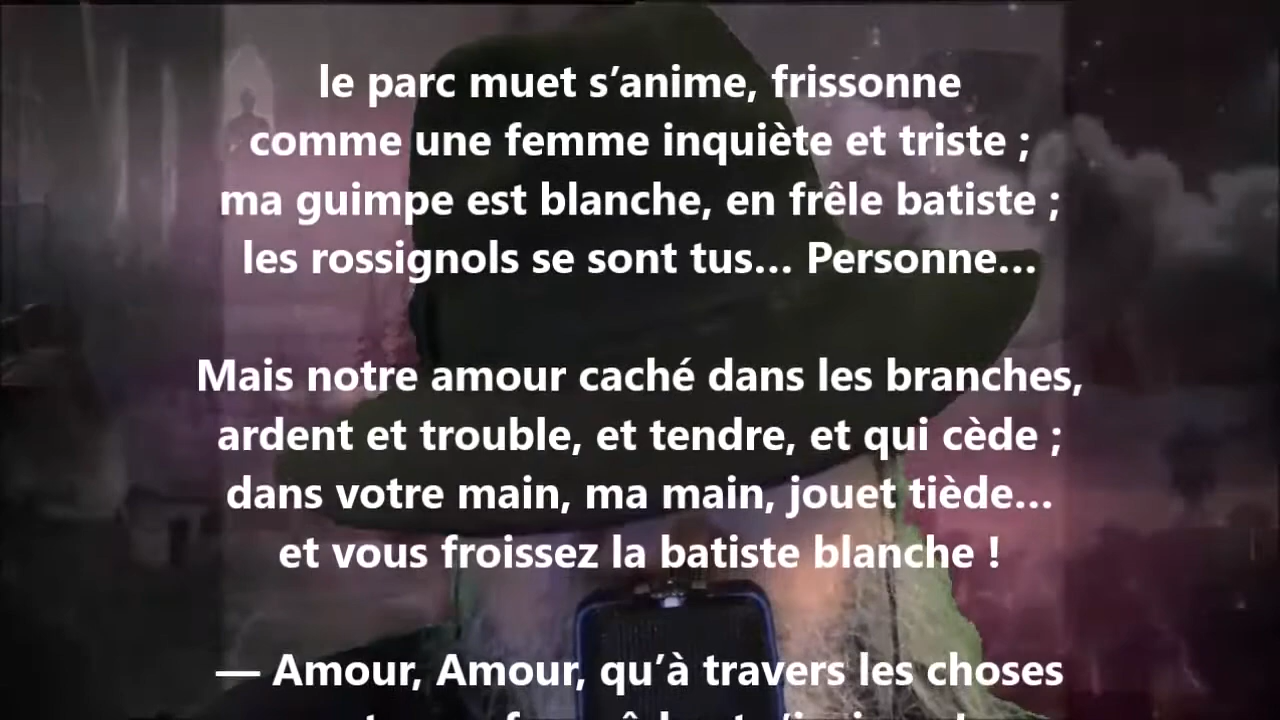 le parc muet s’anime, frissonne
comme une femme inquiète et triste ;
ma guimpe est blanche, en frêle batiste ;
les rossignols se sont tus… Personne…
Mais notre amour caché dans les branches,
ardent et trouble, et tendre, et qui cède ;
dans votre main, ma main, jouet tiède…
et vous froissez la batiste blanche !
— Amour, Amour, qu’à travers les choses